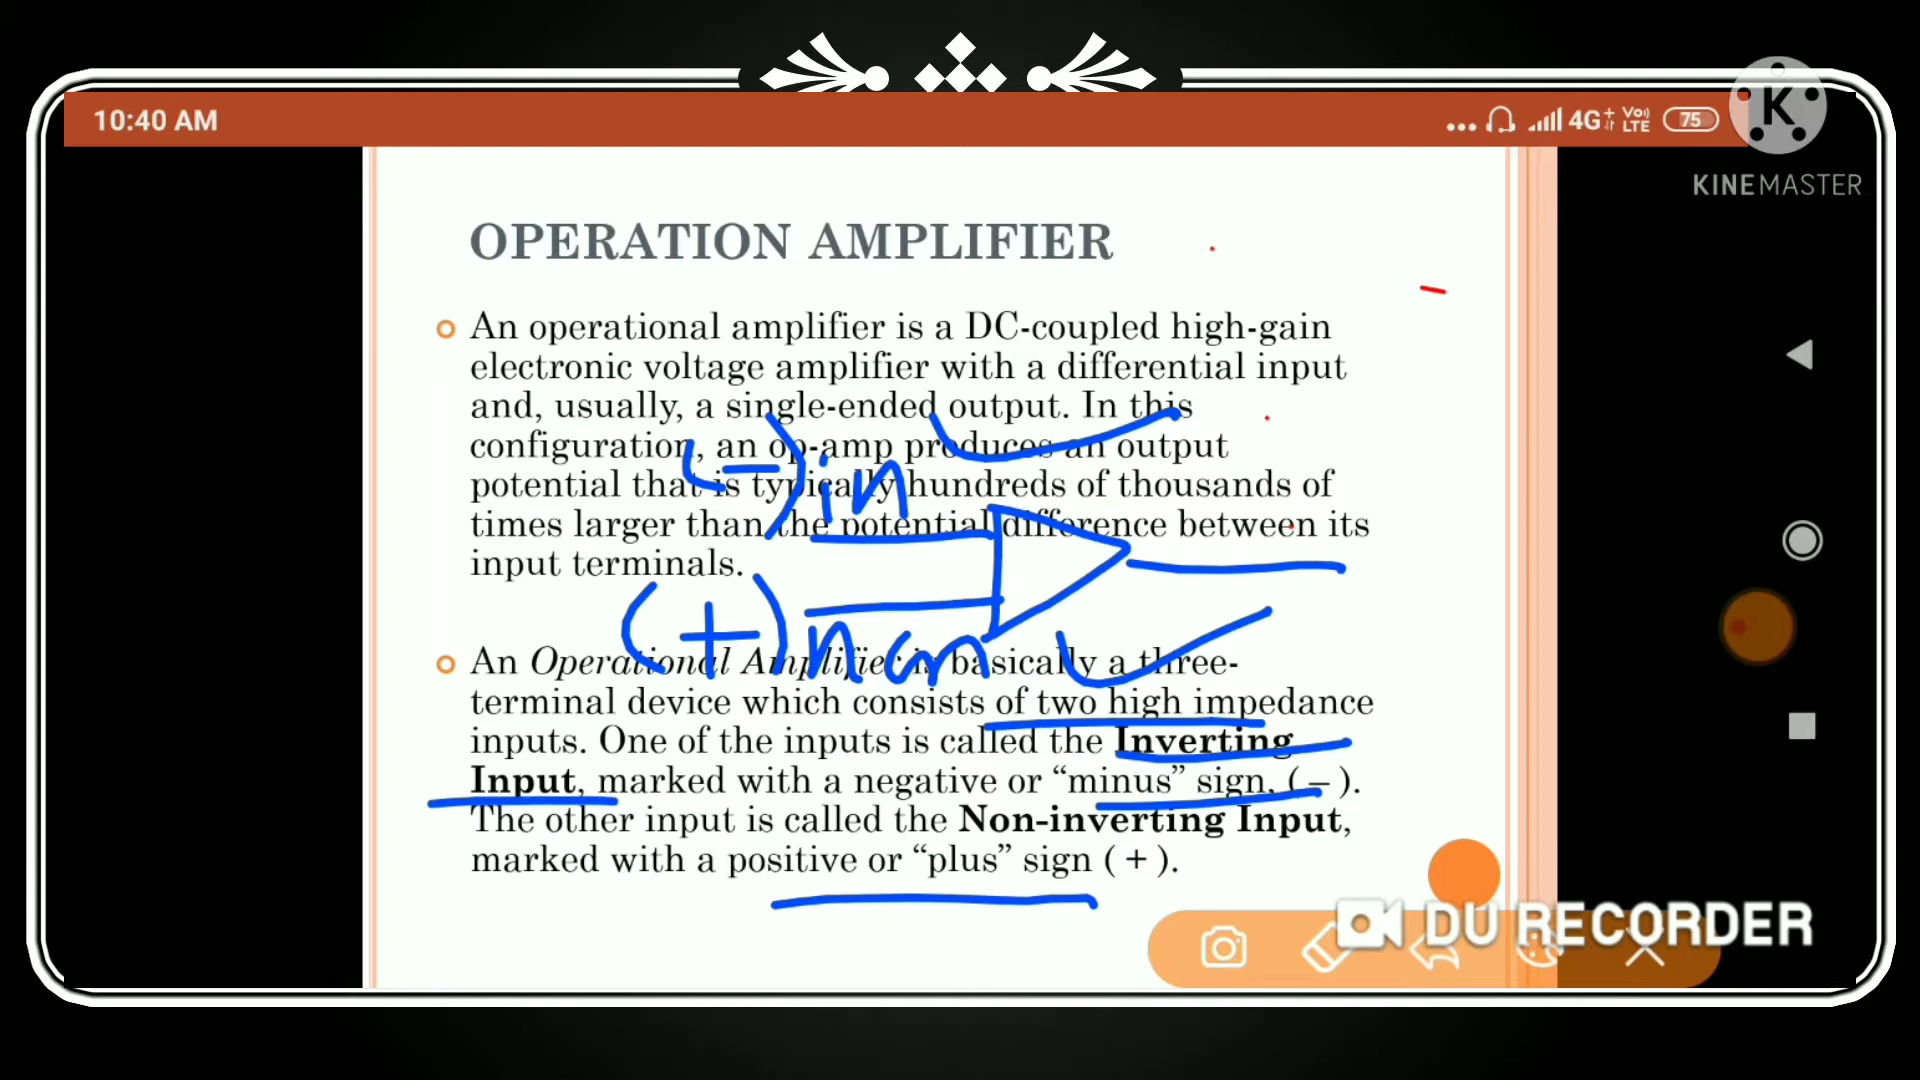 10:40 AM
4G+ Vo) LTE 75
K
KINEMASTER
OPERATION AMPLIFIER
An operational amplifier is a DC-coupled high-gain
electronic voltage amplifier with a differential input
and, usually, a single-ended output. In this
configuration, an op-amp produces an output
(-) in
potential that is typically hundreds of thousands of
times larger than the potential difference between its
input terminals.
(+) non
An Operational Amplifier is basically a three-
terminal device which consists of two high impedance
inputs. One of the inputs is called the Inverting
Input, marked with a negative or “minus” sign, ( – ).
The other input is called the Non-inverting Input,
marked with a positive or “plus” sign ( + ).
DU RECORDER